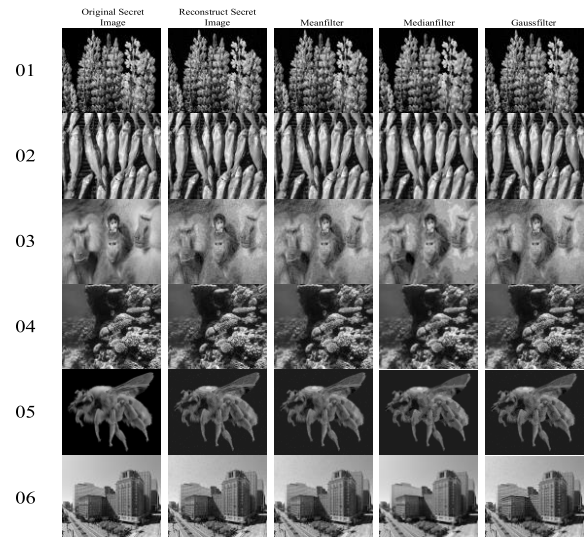 Original Secret
Image
Reconstruct Secret
Image
Meanfilter
Medianfilter
Gaussfilter
01
02
03
04
05
06